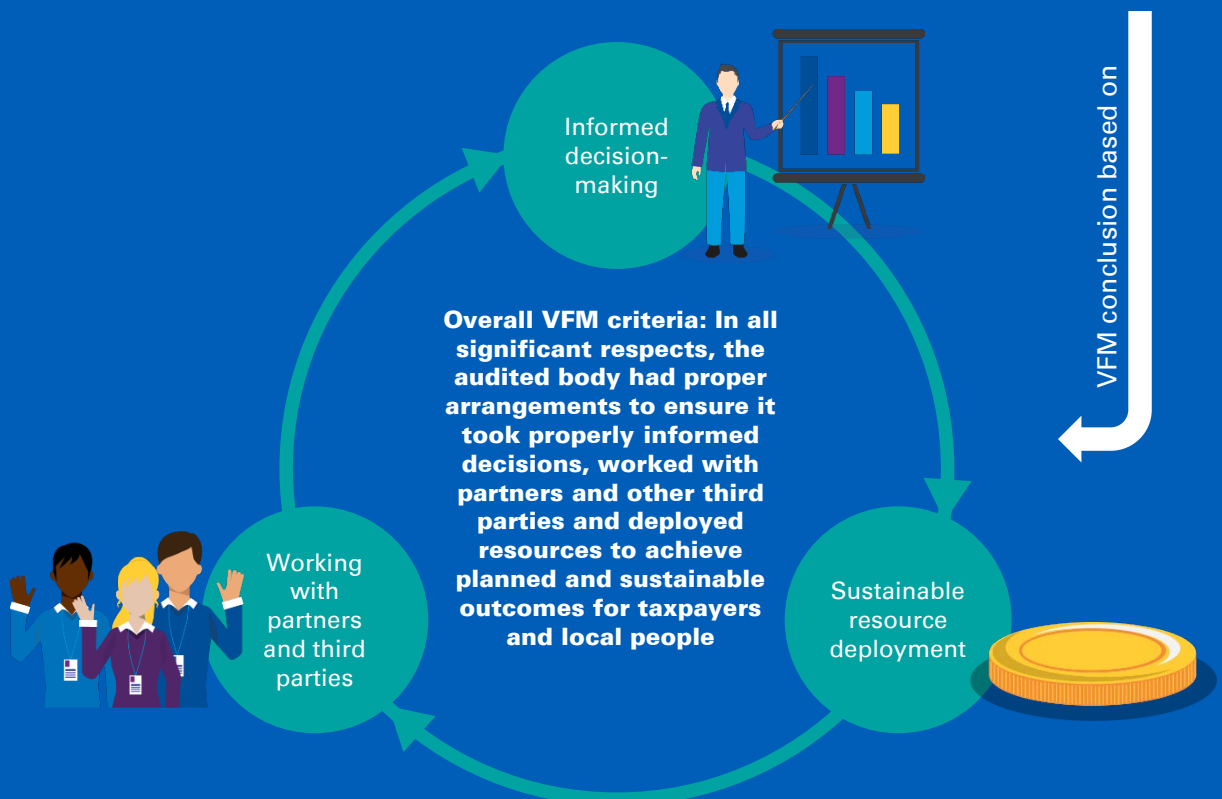 Informed
decision-
making
VFM conclusion based on
Overall VFM criteria: In all
significant respects, the
audited body had proper
arrangements to ensure it
took properly informed
decisions, worked with
partners and other third
parties and deployed
resources to achieve
planned and sustainable
outcomes for taxpayers
and local people
Working
with
partners
and third
parties
Sustainable
resource
deployment